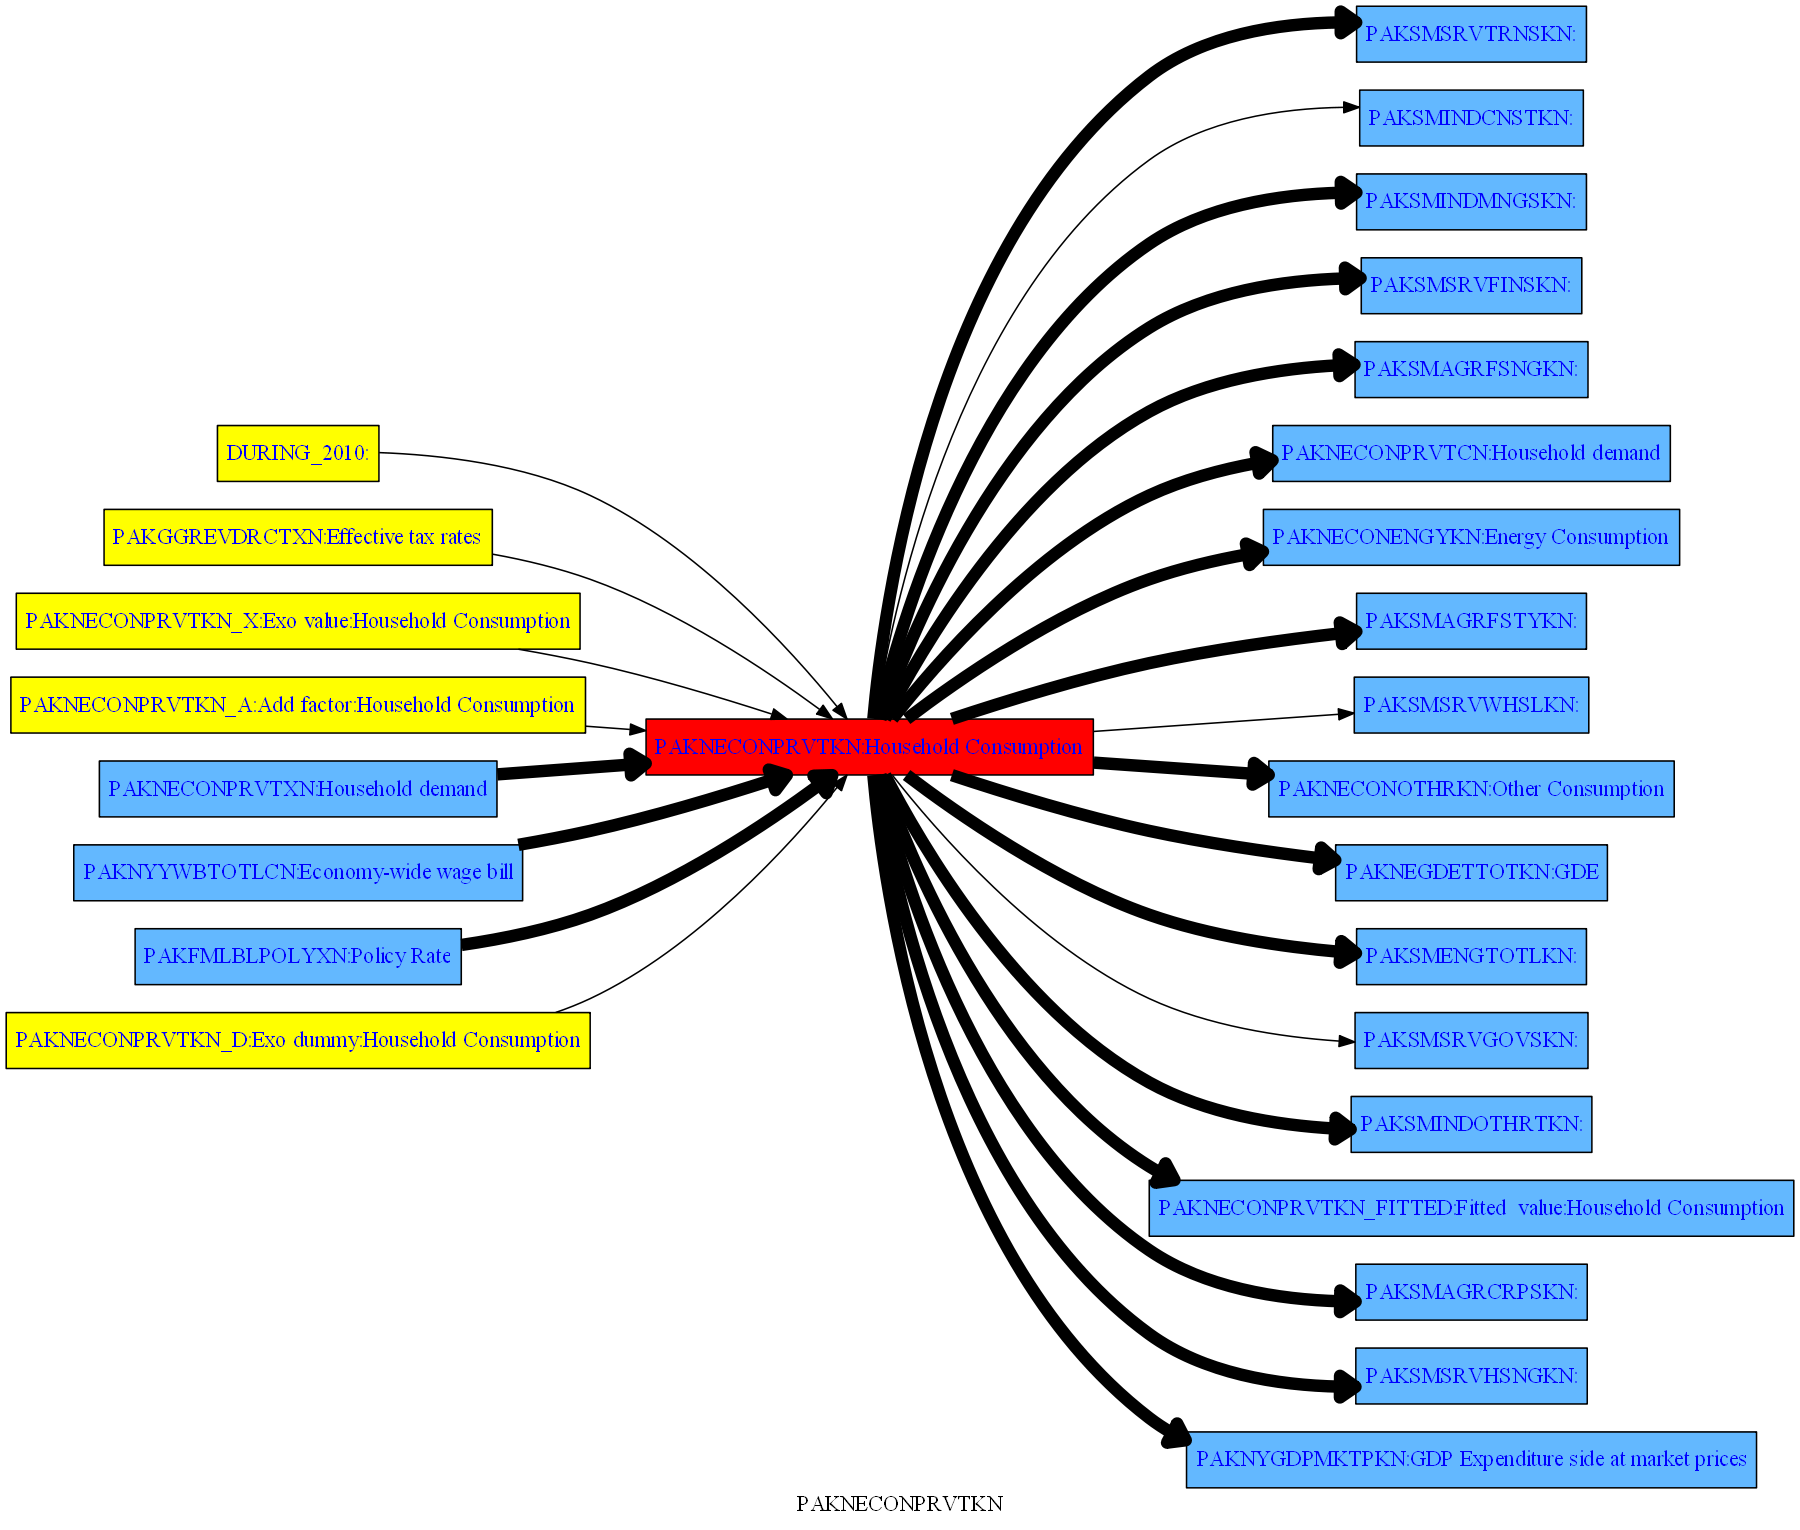 PAKSMSRVTRNSKN:
PAKSMINDCNSTKN:
PAKSMINDMNGSKN:
PAKSMSRVFINSKN:
PAKSMAGRFSNGKN:
DURING_2010:
PAKNECONPRVTCN:Household demand
PAKGGREVDRCTXN:Effective tax rates
PAKNECONENGYKN:Energy Consumption
PAKNECONPRVTKN_X:Exo value:Household Consumption
PAKSMAGRFSTYKN:
PAKNECONPRVTKN_A:Add factor:Household Consumption
PAKSMSRVWHSLKN:
PAKNECONPRVTKN:Household Consumption
PAKNECONPRVTXN:Household demand
PAKNECONOTHRKN:Other Consumption
PAKNYYWBTOTLCN:Economy-wide wage bill
PAKNEGDETTOTKN:GDE
PAKFMLBLPOLYXN:Policy Rate
PAKSMENGTOTLKN:
PAKNECONPRVTKN_D:Exo dummy:Household Consumption
PAKSMSRVGOVSKN:
PAKSMINDOTHRTKN:
PAKNECONPRVTKN_FITTED:Fitted  value:Household Consumption
PAKSMAGRCRPSKN:
PAKSMSRVHSNGKN:
PAKNYGDPMKTPKN:GDP Expenditure side at market prices
PAKNECONPRVTKN